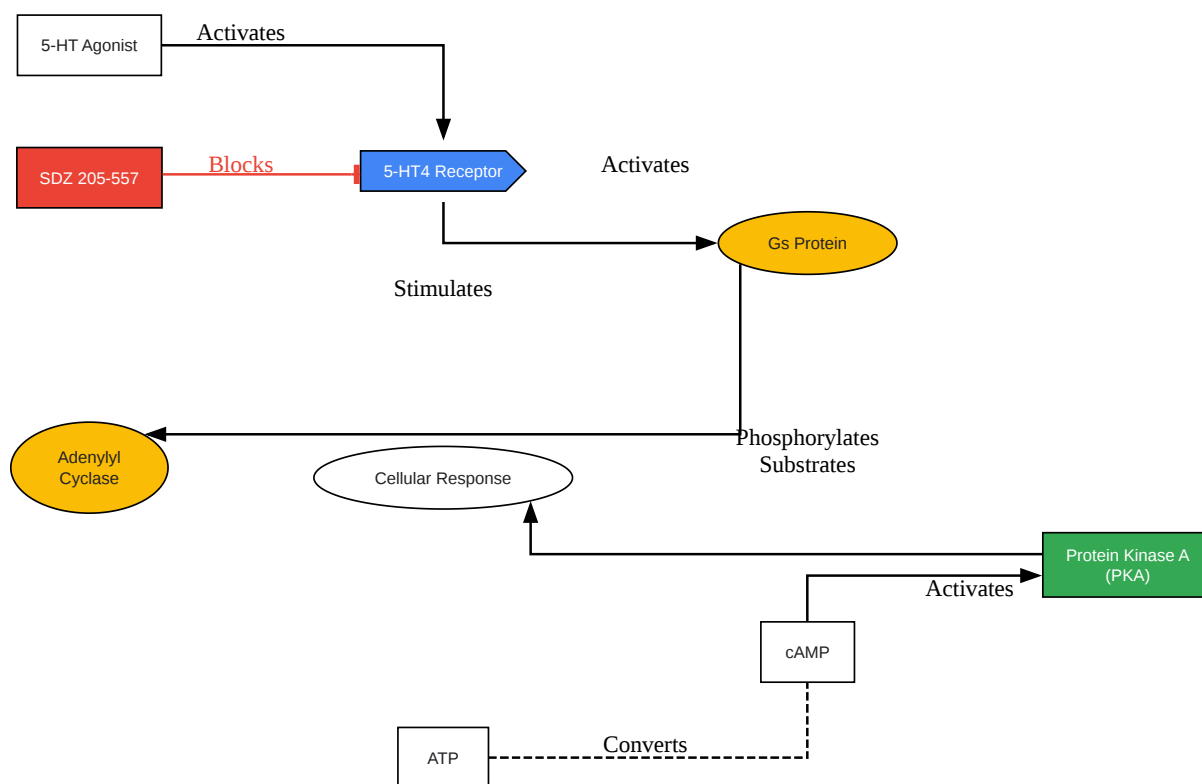 5-HT Agonist
Activates
SDZ 205-557
Blocks
5-HT4 Receptor
Activates
Gs Protein
Stimulates
Adenylyl
Cyclase
Cellular Response
Phosphorylates
Substrates
Protein Kinase A
(PKA)
Activates
cAMP
Converts
ATP